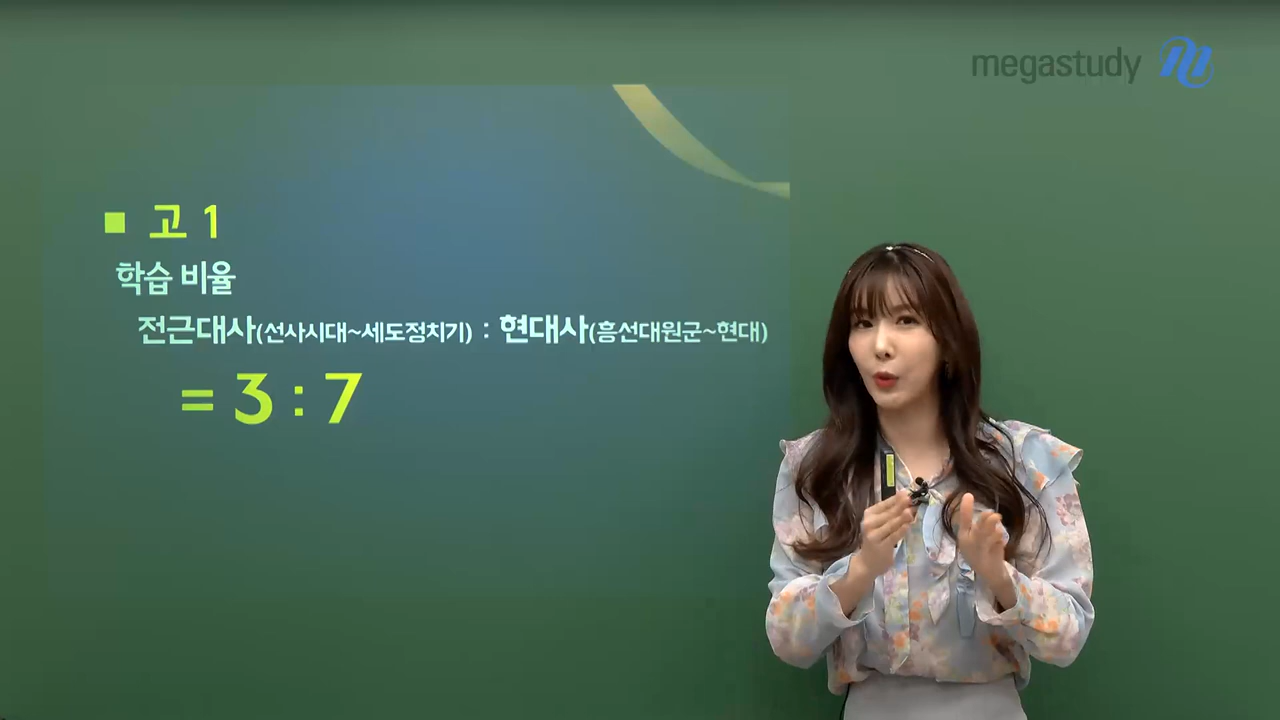 megastudy
■ 고 1
학습 비율
전근대사(선사시대~세도정치기) : 현대사(흥선대원군~현대)
= 3 : 7